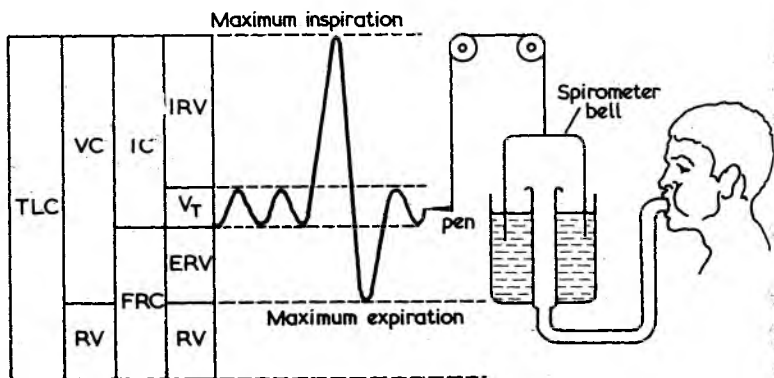 Maximum inspiration
IRV
Spirometer
bell
VC
IC
TLC
VT
pen
ERV
FRC
Maximum expiration
RV
RV